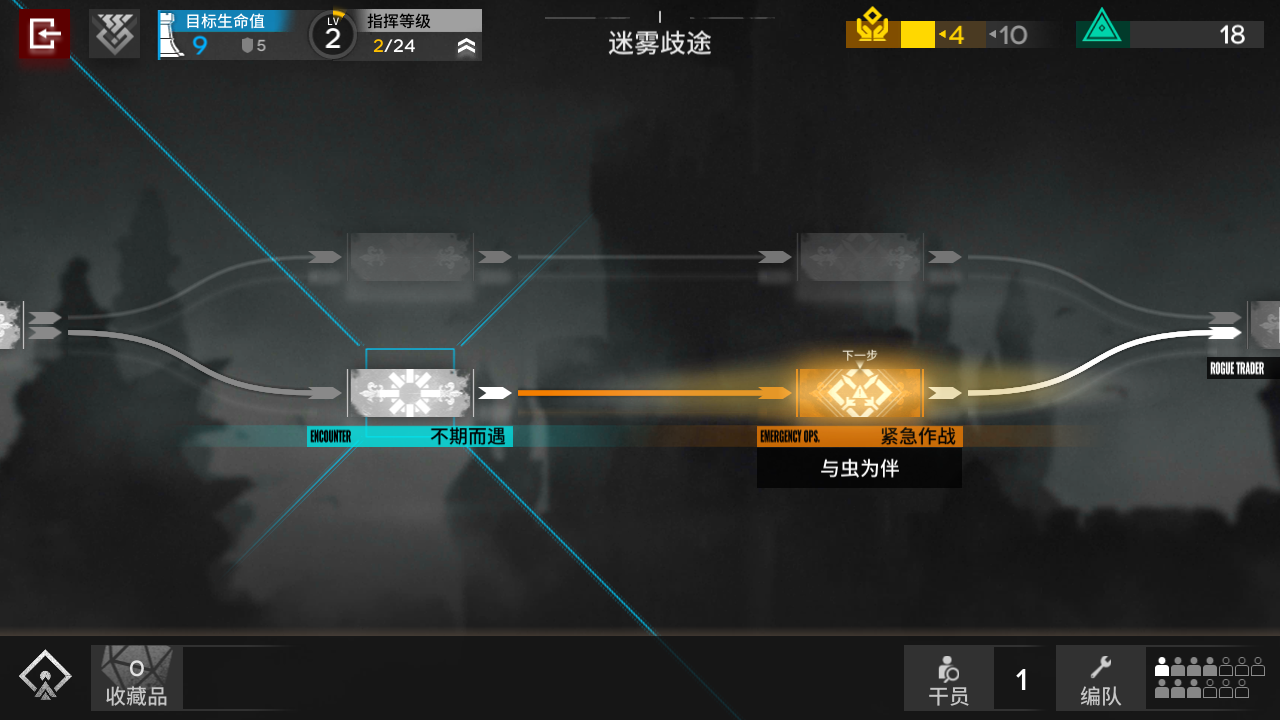 目标生命值
9
5
LV
2
指挥等级
2/24
迷雾歧途
4
10
18
下一步
ROGUE TRADER
ENCOUNTER
不期而遇
EMERGENCY OPS.
紧急作战
与虫为伴
0
收藏品
干员
1
编队